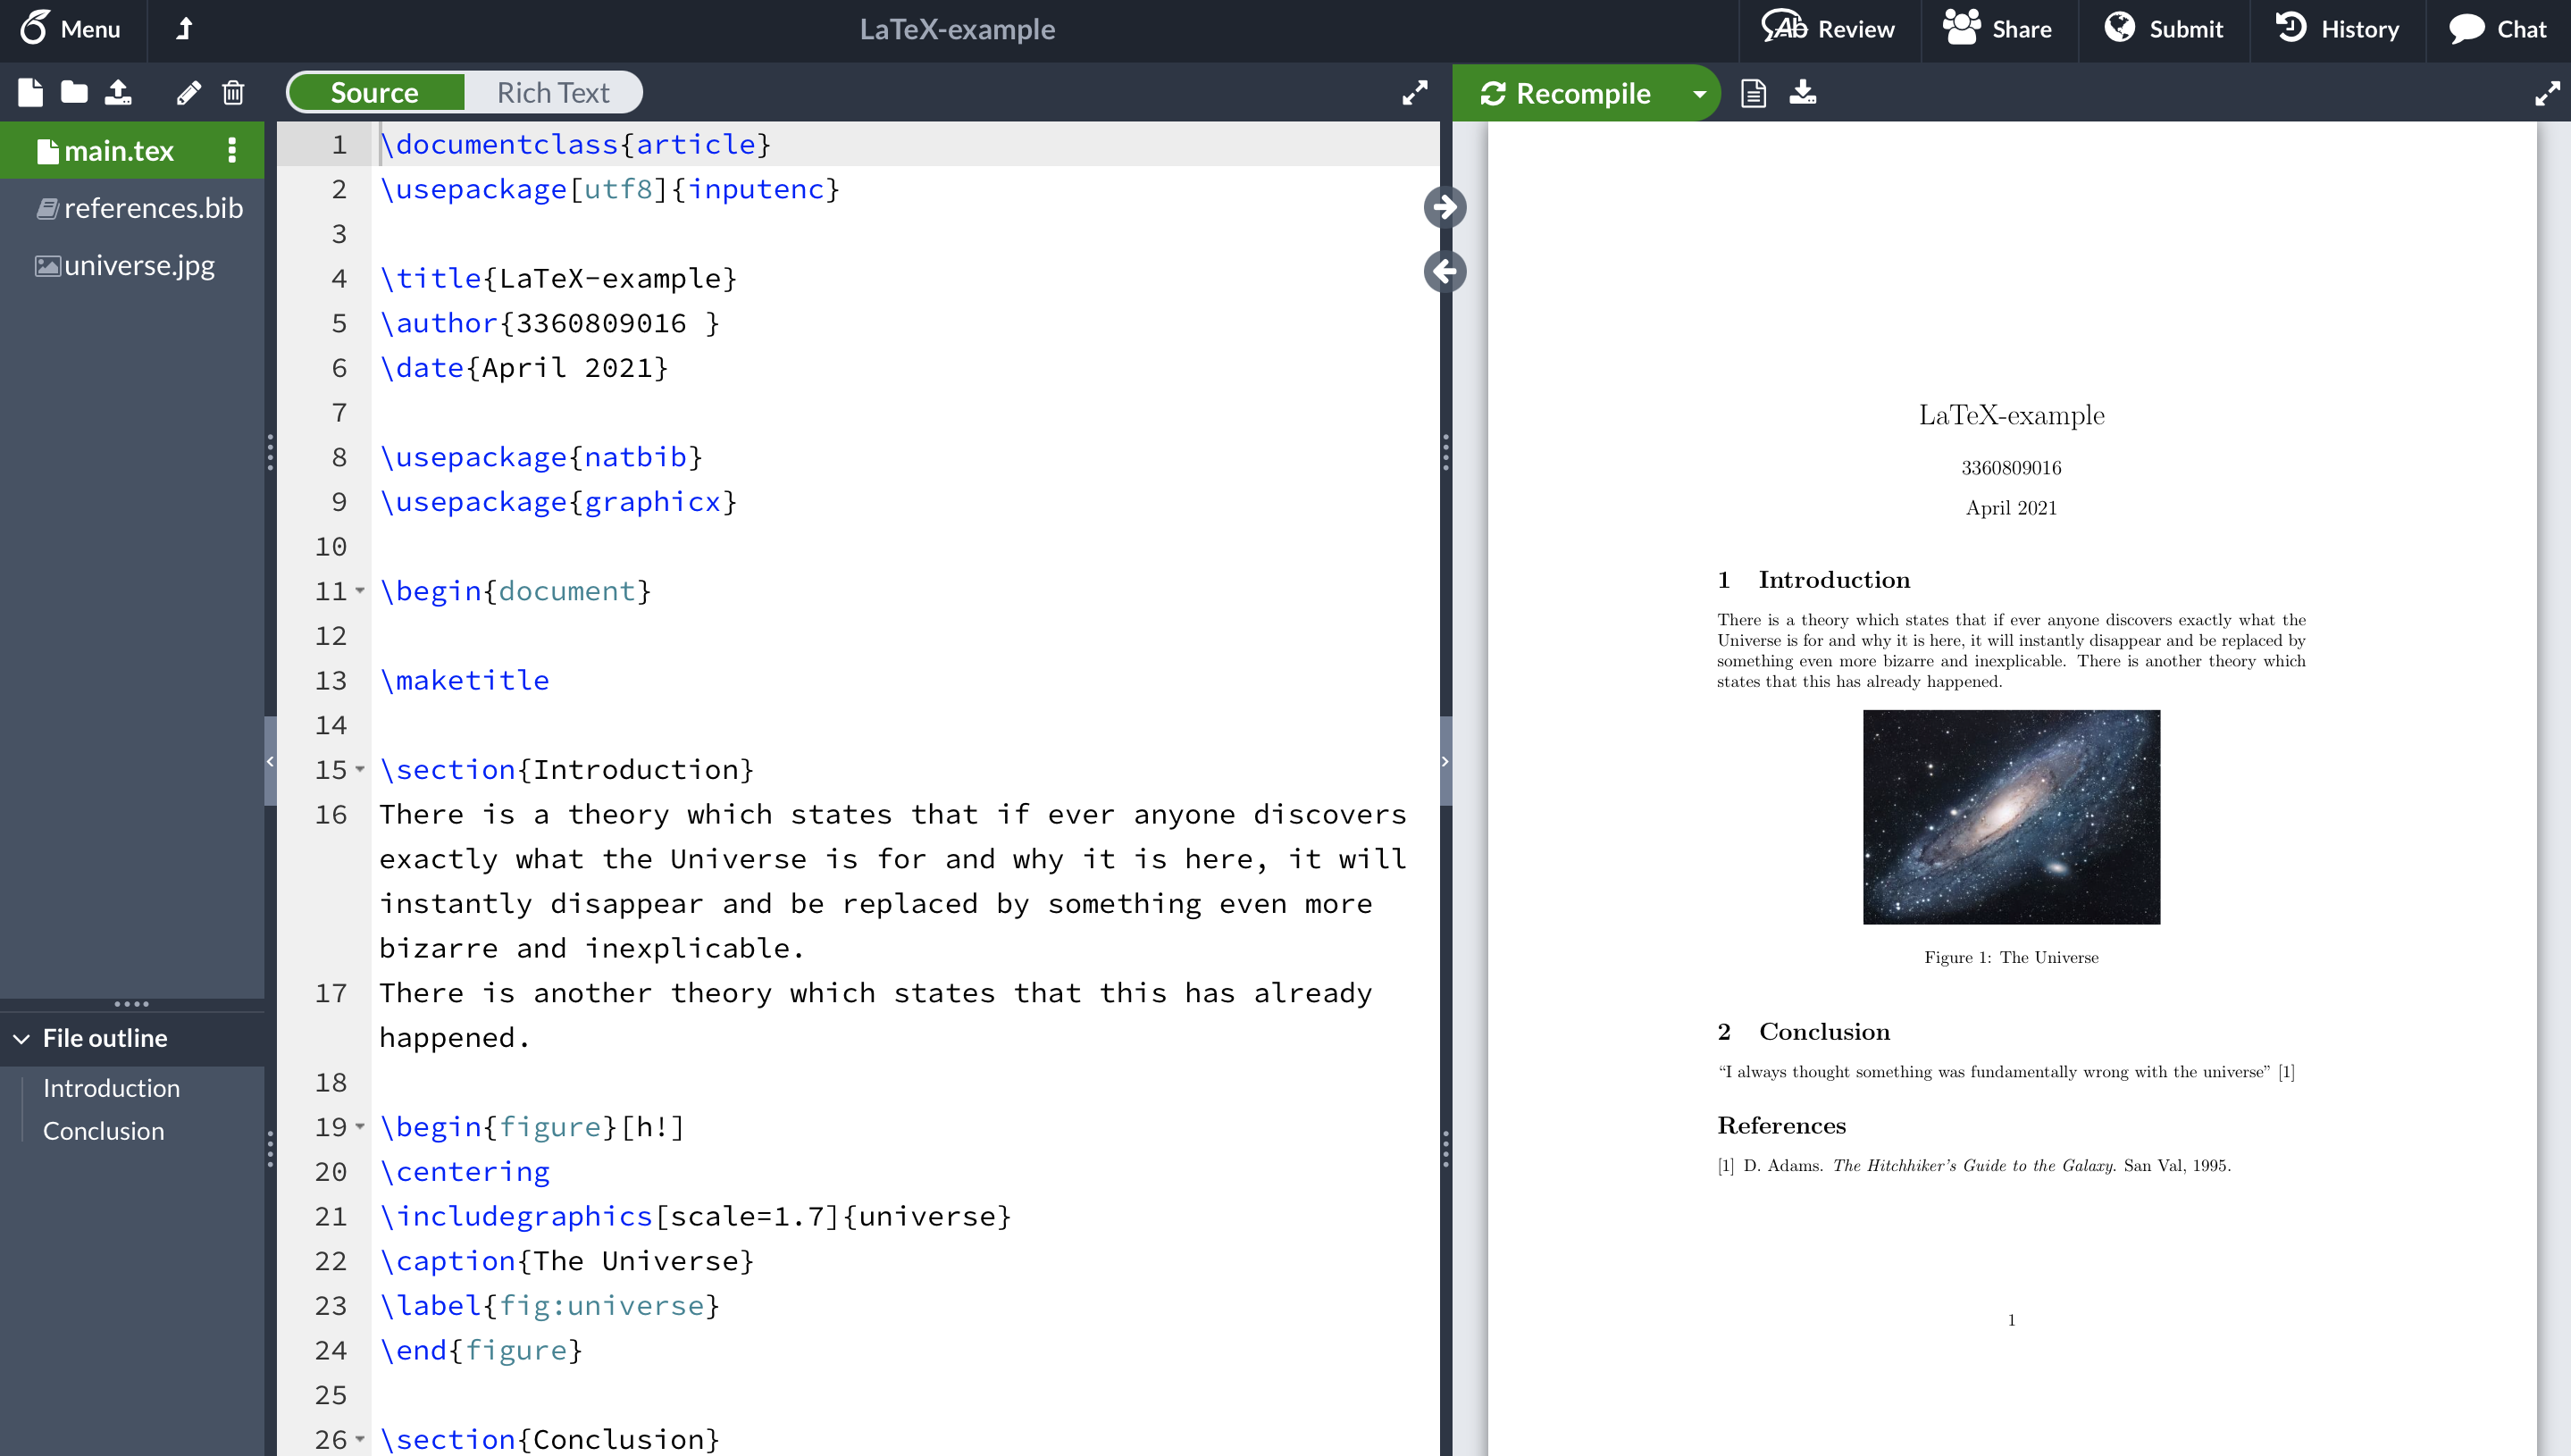 Menu
LaTeX-example
Review
Share
Submit
History
Chat
Source
Rich Text
Recompile
main.tex
references.bib
universe.jpg
File outline
Introduction
Conclusion
1 \documentclass{article}
2 \usepackage[utf8]{inputenc}
3
4 \title{LaTeX-example}
5 \author{3360809016 }
6 \date{April 2021}
7
8 \usepackage{natbib}
9 \usepackage{graphicx}
10
11 \begin{document}
12
13 \maketitle
14
15 \section{Introduction}
16 There is a theory which states that if ever anyone discovers
exactly what the Universe is for and why it is here, it will
instantly disappear and be replaced by something even more
bizarre and inexplicable.
17 There is another theory which states that this has already
happened.
18
19 \begin{figure}[h!]
20 \centering
21 \includegraphics[scale=1.7]{universe}
22 \caption{The Universe}
23 \label{fig:universe}
24 \end{figure}
25
26 \section{Conclusion}
LaTeX-example
3360809016
April 2021
1 Introduction
There is a theory which states that if ever anyone discovers exactly what the
Universe is for and why it is here, it will instantly disappear and be replaced by
something even more bizarre and inexplicable. There is another theory which
states that this has already happened.
Figure 1: The Universe
2 Conclusion
“I always thought something was fundamentally wrong with the universe” [1]
References
[1] D. Adams. The Hitchhiker’s Guide to the Galaxy. San Val, 1995.
1